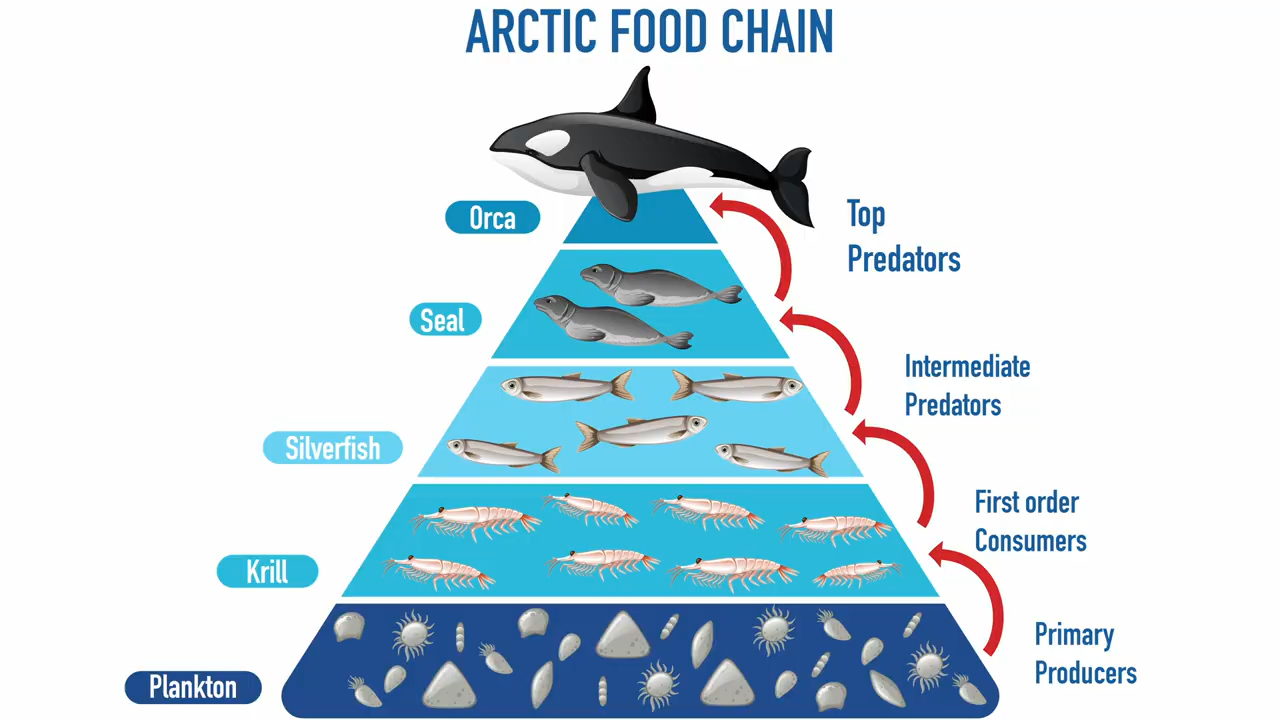 ARCTIC FOOD CHAIN
Orca
Top
Predators
Seal
Intermediate
Predators
Silverfish
First order
Consumers
Krill
Primary
Producers
Plankton